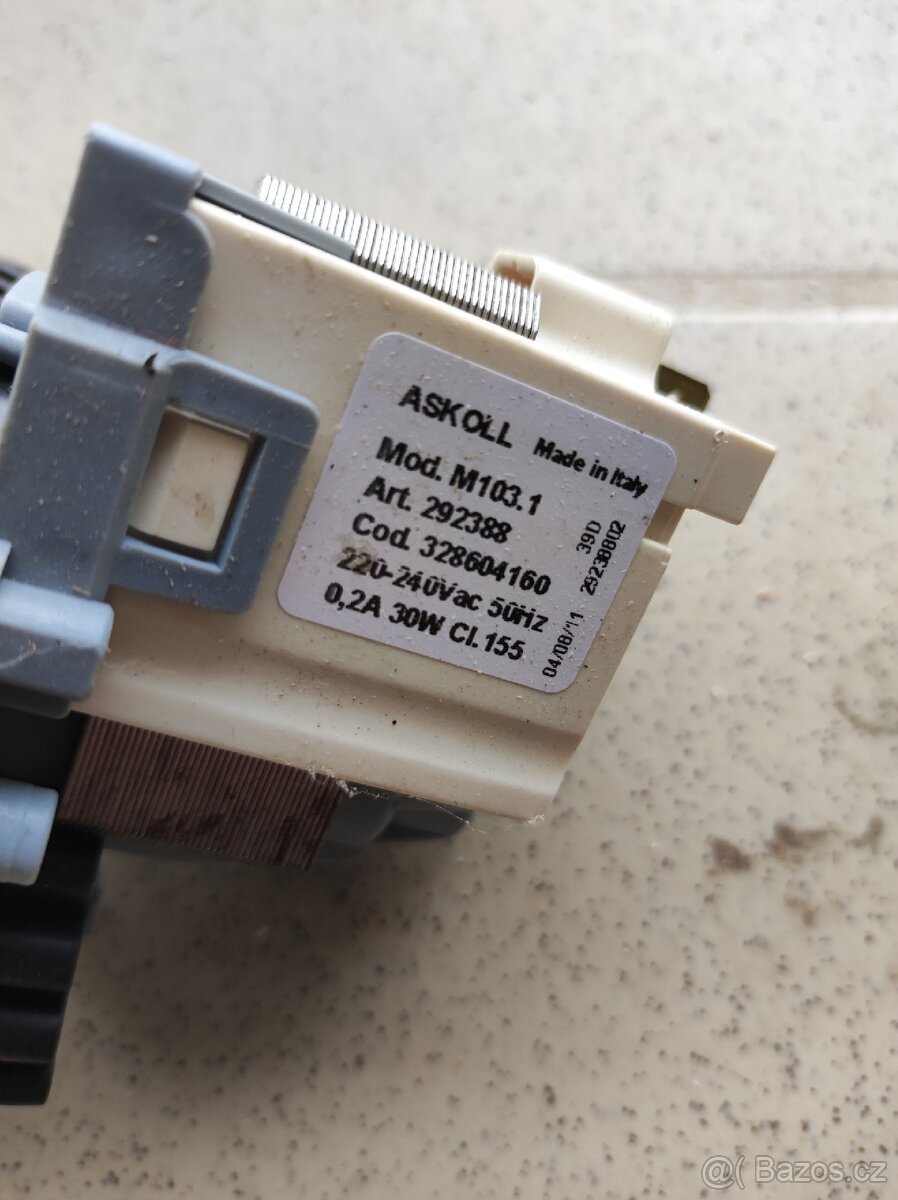 ASKOLL Made in Italy
Mod. M103.1
Art. 292388
Cod. 328604160
220-240Vac 50Hz
0,2A 30W Cl.155
39D
04/08/11 29238802
@( Bazos.cz